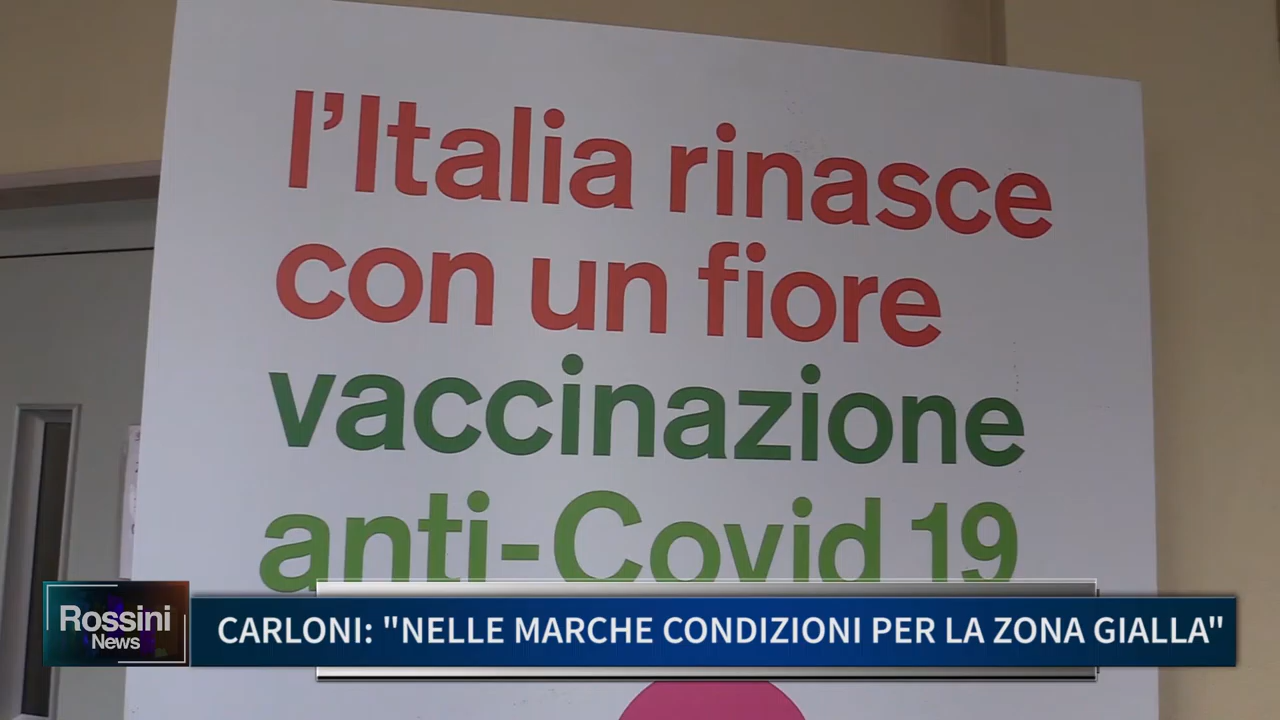 l'Italia rinasce
con un fiore
vaccinazione
anti-Covid 19
Rossini
News
CARLONI: "NELLE MARCHE CONDIZIONI PER LA ZONA GIALLA"